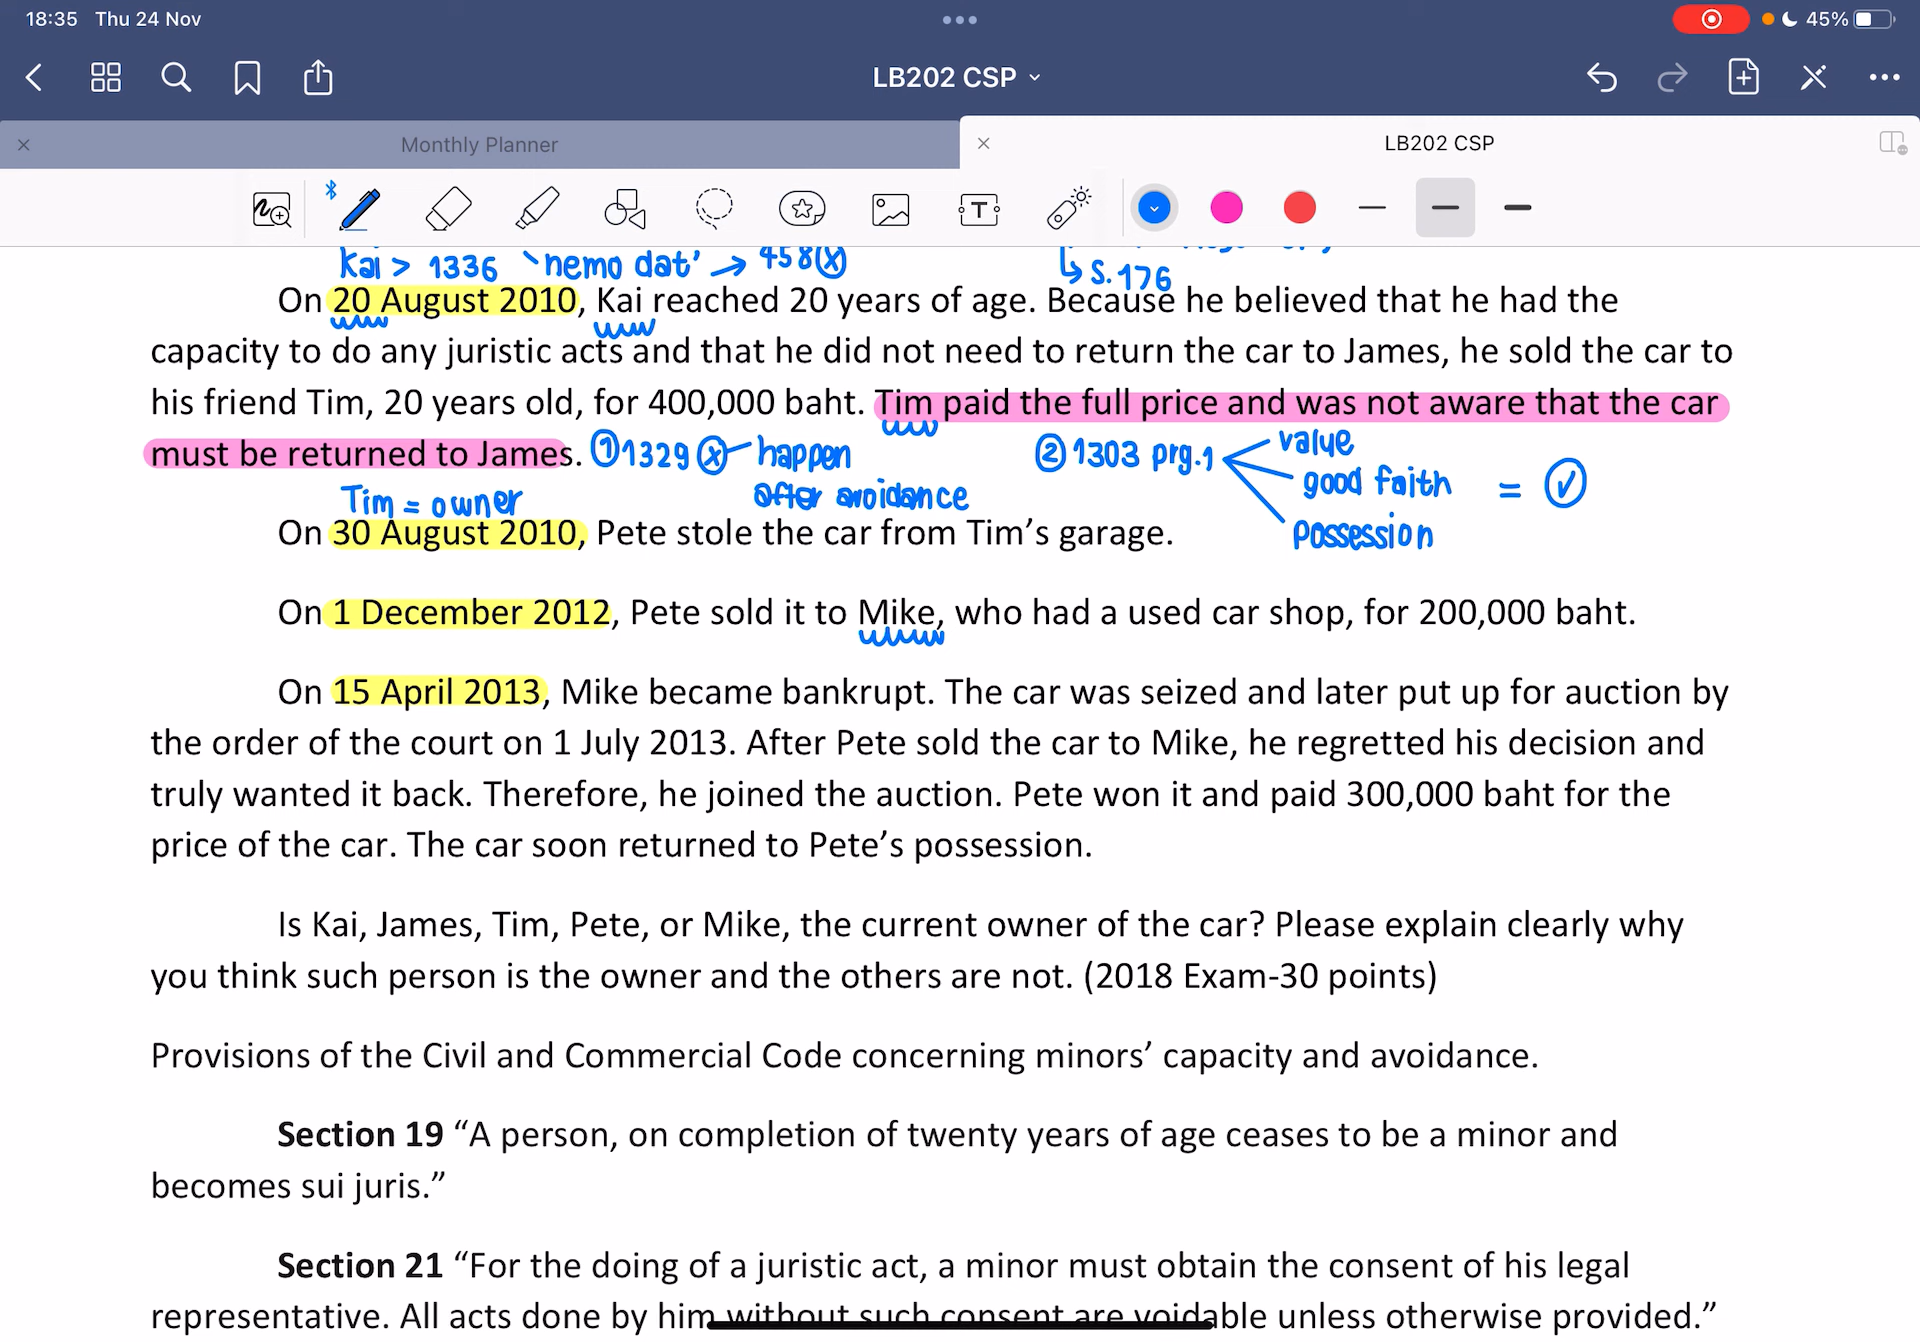 18:35 Thu 24 Nov
45%
LB202 CSP
Monthly Planner
LB202 CSP
Kai > 1336 'nemo dat' → 458(x)
↳ s.176
On 20 August 2010, Kai reached 20 years of age. Because he believed that he had the
capacity to do any juristic acts and that he did not need to return the car to James, he sold the car to
his friend Tim, 20 years old, for 400,000 baht. Tim paid the full price and was not aware that the car
must be returned to James. ① 1329 (x) happen
after avoidance
② 1303 prg.1
value
good faith = ✓
possession
Tim = owner
On 30 August 2010, Pete stole the car from Tim’s garage.
On 1 December 2012, Pete sold it to Mike, who had a used car shop, for 200,000 baht.
On 15 April 2013, Mike became bankrupt. The car was seized and later put up for auction by
the order of the court on 1 July 2013. After Pete sold the car to Mike, he regretted his decision and
truly wanted it back. Therefore, he joined the auction. Pete won it and paid 300,000 baht for the
price of the car. The car soon returned to Pete’s possession.
Is Kai, James, Tim, Pete, or Mike, the current owner of the car? Please explain clearly why
you think such person is the owner and the others are not. (2018 Exam-30 points)
Provisions of the Civil and Commercial Code concerning minors’ capacity and avoidance.
Section 19 “A person, on completion of twenty years of age ceases to be a minor and
becomes sui juris.”
Section 21 “For the doing of a juristic act, a minor must obtain the consent of his legal
representative. All acts done by him without such consent are voidable unless otherwise provided.”